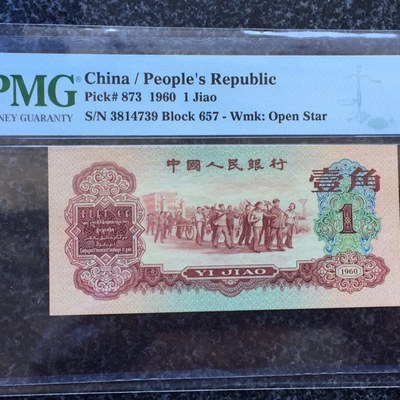 PMG
NEY GUARANTY
China / People's Republic
Pick# 873 1960 1 Jiao
S/N 3814739 Block 657 - Wmk: Open Star
中國人民銀行
壹角
1
YI JIAO
1960